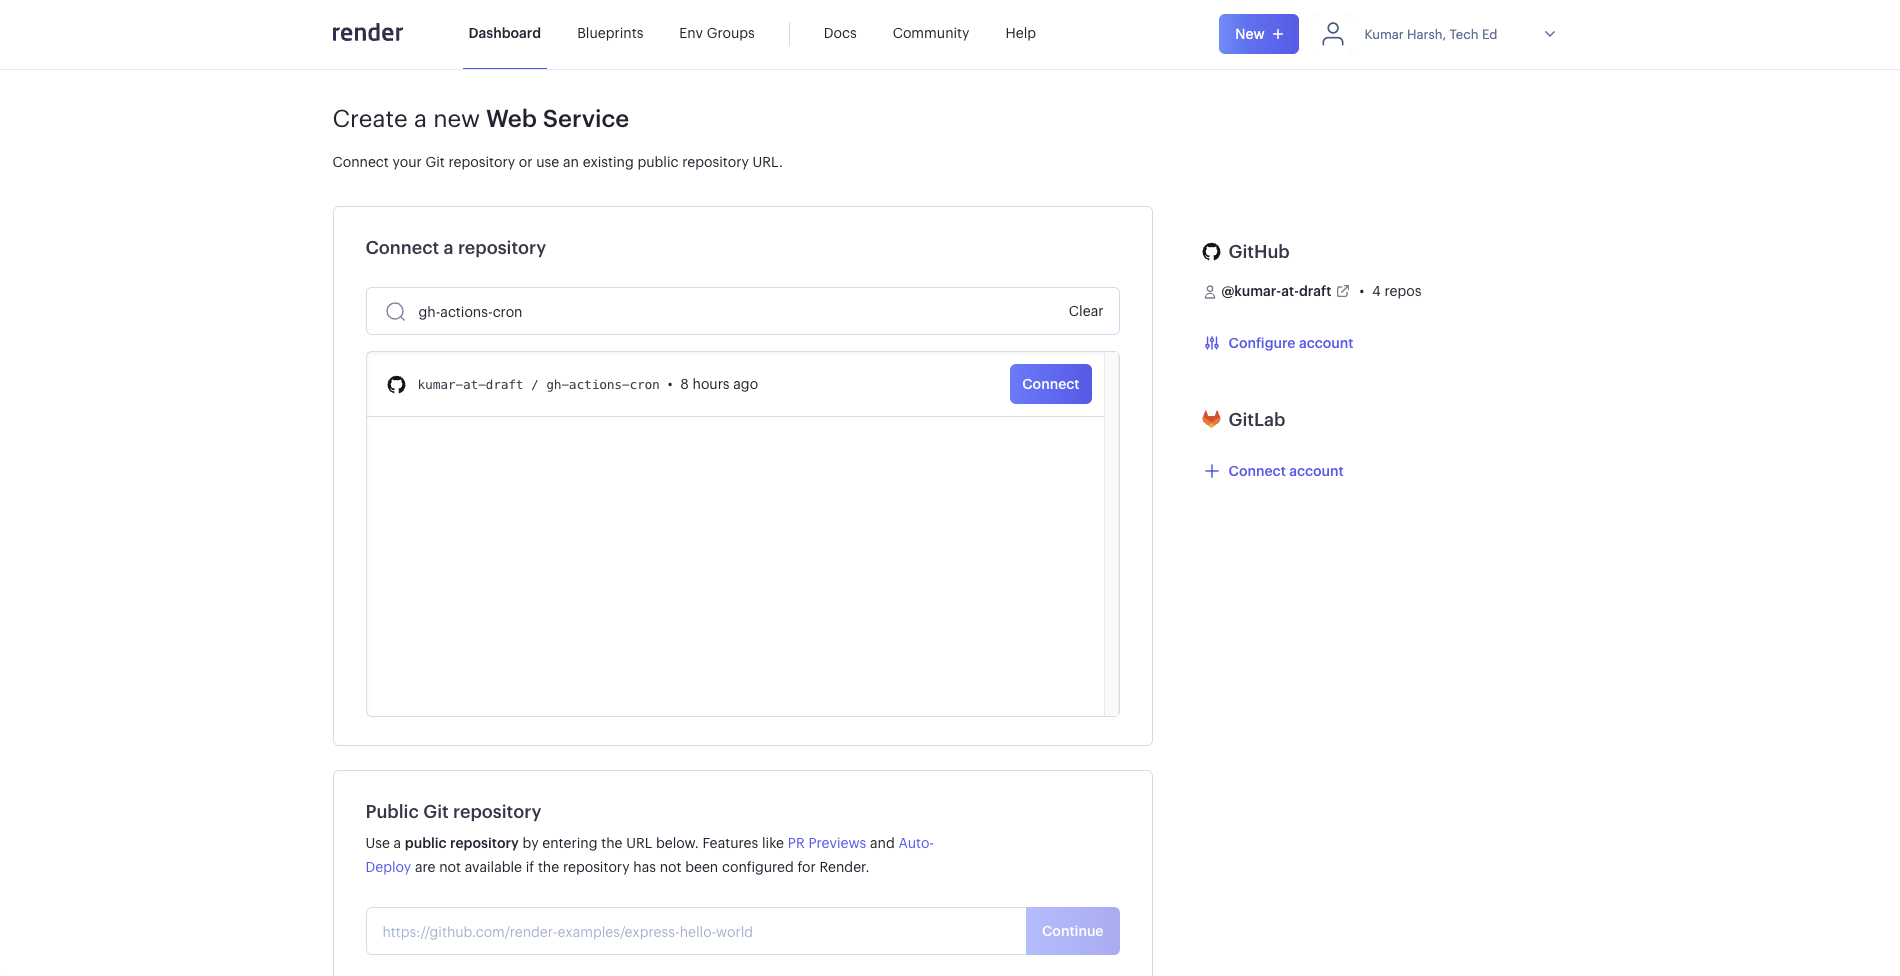 render
Dashboard
Blueprints
Env Groups
Docs
Community
Help
New +
Kumar Harsh, Tech Ed
Create a new Web Service
Connect your Git repository or use an existing public repository URL.
Connect a repository
gh-actions-cron
Clear
kumar-at-draft / gh-actions-cron • 8 hours ago
Connect
GitHub
@kumar-at-draft • 4 repos
Configure account
GitLab
Connect account
Public Git repository
Use a public repository by entering the URL below. Features like PR Previews and Auto-
Deploy are not available if the repository has not been configured for Render.
https://github.com/render-examples/express-hello-world
Continue